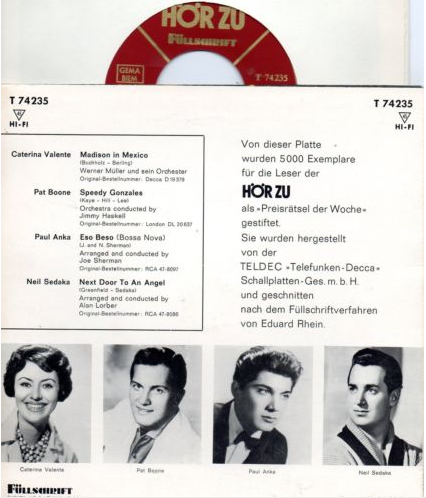 HÖR ZU
FÜLLSCHRIFT
GEMA
BIEM
T 74235
T 74235
HI-FI
T 74235
HI-FI
Caterina Valente Madison in Mexico
(Buchholz - Berling)
Werner Müller und sein Orchester
Original-Bestellnummer: Decca D 19378
Pat Boone Speedy Gonzales
(Kaye - Hill - Lee)
Orchestra conducted by
Jimmy Haskell
Original-Bestellnummer: London DL 20637
Paul Anka Eso Beso (Bossa Nova)
(J. and N. Sherman)
Arranged and conducted by
Joe Sherman
Original-Bestellnummer: RCA 47-8097
Neil Sedaka Next Door To An Angel
(Greenfield - Sedaka)
Arranged and conducted by
Alan Lorber
Original-Bestellnummer: RCA 47-8086
Von dieser Platte
wurden 5000 Exemplare
für die Leser der
HÖR ZU
als »Preisrätsel der Woche«
gestiftet.
Sie wurden hergestellt
von der
TELDEC »Telefunken-Decca«
Schallplatten-Ges. m. b. H.
und geschnitten
nach dem Füllschriftverfahren
von Eduard Rhein.
Caterina Valente
Pat Boone
Paul Anka
Neil Sedaka
FÜLLSCHRIFT